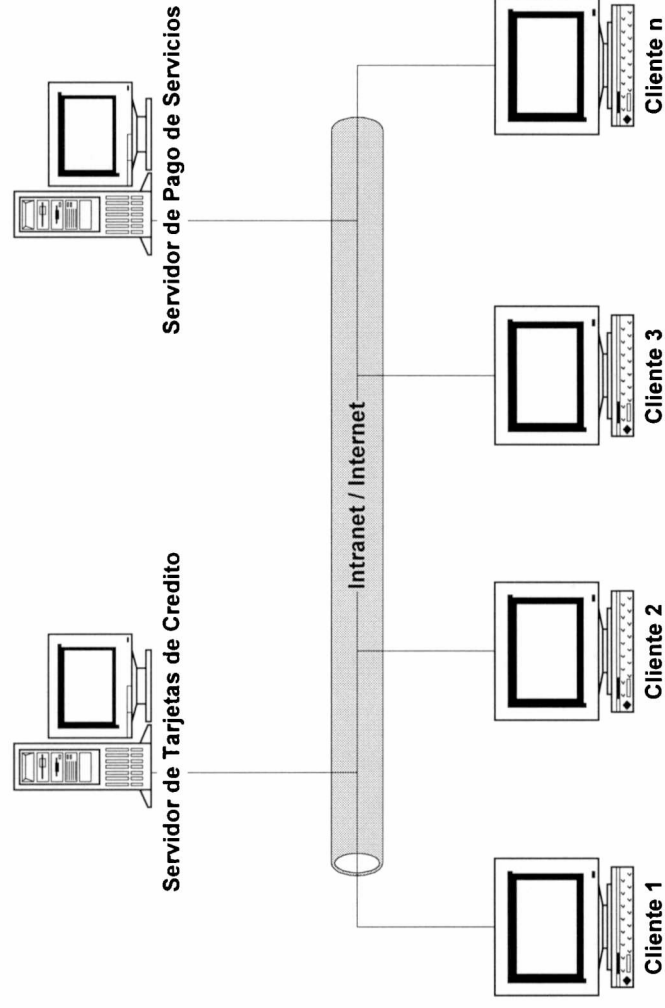 Servidor de Tarjetas de Credito
Servidor de Pago de Servicios
Intranet / Internet
Cliente 1
Cliente 2
Cliente 3
Cliente n